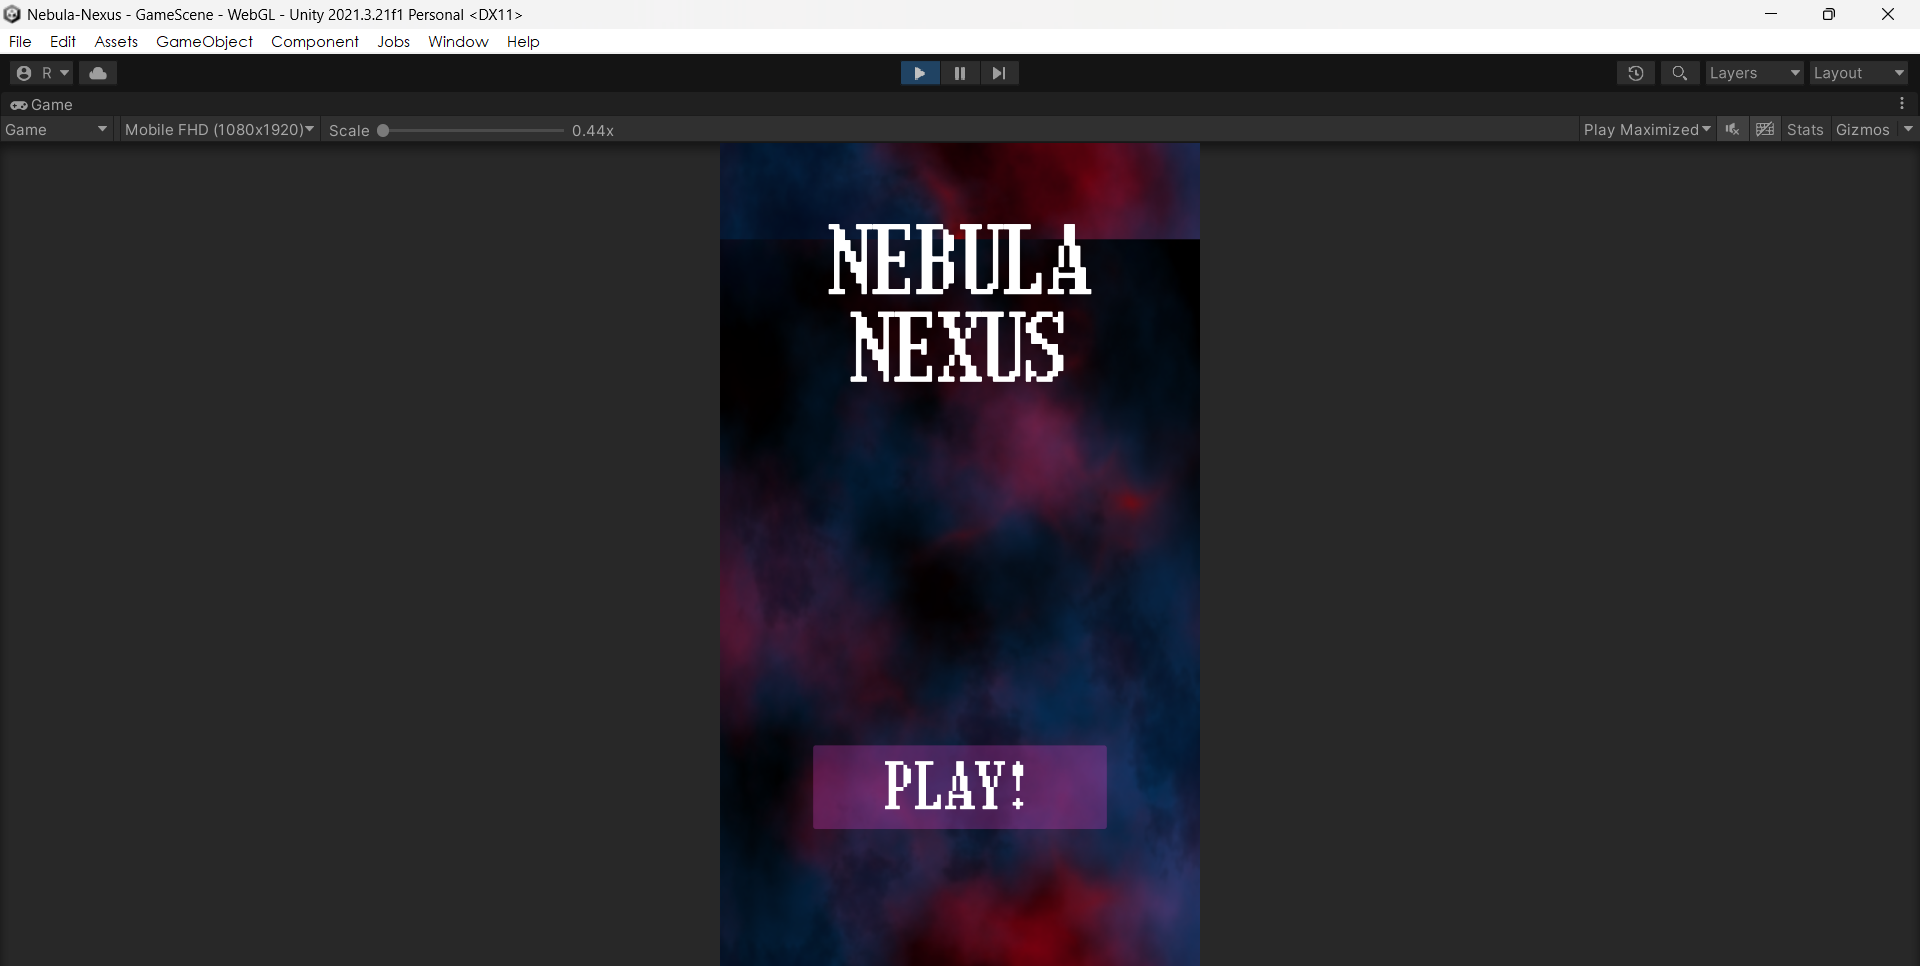 Nebula-Nexus - GameScene - WebGL - Unity 2021.3.21f1 Personal <DX11>
File Edit Assets GameObject Component Jobs Window Help
R Layers Layout
Game
Game Mobile FHD (1080x1920) Scale 0.44x Play Maximized Stats Gizmos
NEBULA
NEXUS
PLAY!